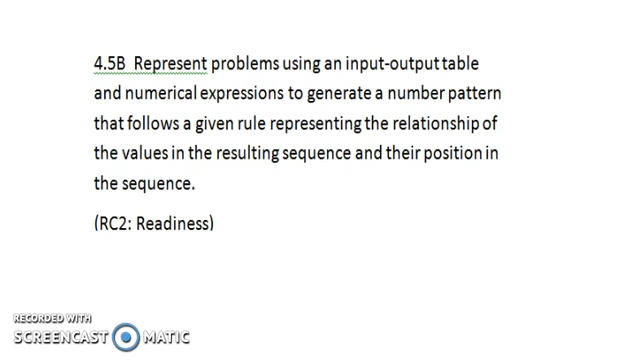 4.5B Represent problems using an input-output table
and numerical expressions to generate a number pattern
that follows a given rule representing the relationship of
the values in the resulting sequence and their position in
the sequence.
(RC2: Readiness)
RECORDED WITH
SCREENCAST MATIC